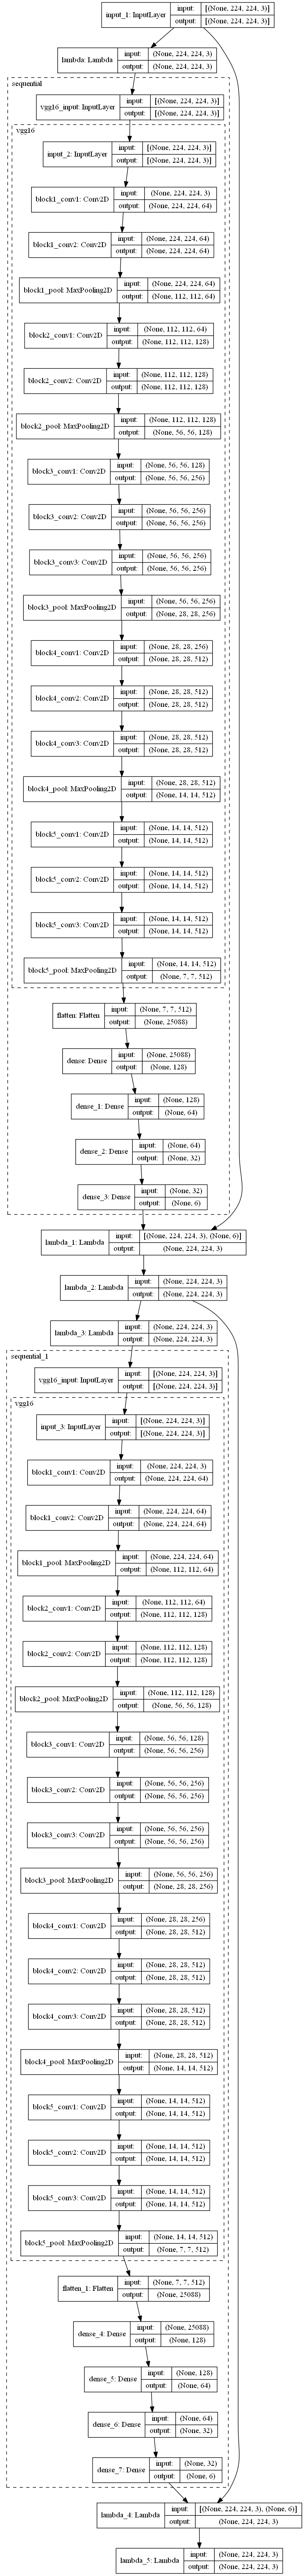 input_1: InputLayer
input: [(None, 224, 224, 3)]
output: [(None, 224, 224, 3)]
lambda: Lambda
input: (None, 224, 224, 3)
output: (None, 224, 224, 3)
sequential
vgg16_input: InputLayer
input: [(None, 224, 224, 3)]
output: [(None, 224, 224, 3)]
vgg16
input_2: InputLayer
input: [(None, 224, 224, 3)]
output: [(None, 224, 224, 3)]
block1_conv1: Conv2D
input: (None, 224, 224, 3)
output: (None, 224, 224, 64)
block1_conv2: Conv2D
input: (None, 224, 224, 64)
output: (None, 224, 224, 64)
block1_pool: MaxPooling2D
input: (None, 224, 224, 64)
output: (None, 112, 112, 64)
block2_conv1: Conv2D
input: (None, 112, 112, 64)
output: (None, 112, 112, 128)
block2_conv2: Conv2D
input: (None, 112, 112, 128)
output: (None, 112, 112, 128)
block2_pool: MaxPooling2D
input: (None, 112, 112, 128)
output: (None, 56, 56, 128)
block3_conv1: Conv2D
input: (None, 56, 56, 128)
output: (None, 56, 56, 256)
block3_conv2: Conv2D
input: (None, 56, 56, 256)
output: (None, 56, 56, 256)
block3_conv3: Conv2D
input: (None, 56, 56, 256)
output: (None, 56, 56, 256)
block3_pool: MaxPooling2D
input: (None, 56, 56, 256)
output: (None, 28, 28, 256)
block4_conv1: Conv2D
input: (None, 28, 28, 256)
output: (None, 28, 28, 512)
block4_conv2: Conv2D
input: (None, 28, 28, 512)
output: (None, 28, 28, 512)
block4_conv3: Conv2D
input: (None, 28, 28, 512)
output: (None, 28, 28, 512)
block4_pool: MaxPooling2D
input: (None, 28, 28, 512)
output: (None, 14, 14, 512)
block5_conv1: Conv2D
input: (None, 14, 14, 512)
output: (None, 14, 14, 512)
block5_conv2: Conv2D
input: (None, 14, 14, 512)
output: (None, 14, 14, 512)
block5_conv3: Conv2D
input: (None, 14, 14, 512)
output: (None, 14, 14, 512)
block5_pool: MaxPooling2D
input: (None, 14, 14, 512)
output: (None, 7, 7, 512)
flatten: Flatten
input: (None, 7, 7, 512)
output: (None, 25088)
dense: Dense
input: (None, 25088)
output: (None, 128)
dense_1: Dense
input: (None, 128)
output: (None, 64)
dense_2: Dense
input: (None, 64)
output: (None, 32)
dense_3: Dense
input: (None, 32)
output: (None, 6)
lambda_1: Lambda
input: [(None, 224, 224, 3), (None, 6)]
output: (None, 224, 224, 3)
lambda_2: Lambda
input: (None, 224, 224, 3)
output: (None, 224, 224, 3)
lambda_3: Lambda
input: (None, 224, 224, 3)
output: (None, 224, 224, 3)
sequential_1
vgg16_input: InputLayer
input: [(None, 224, 224, 3)]
output: [(None, 224, 224, 3)]
vgg16
input_3: InputLayer
input: [(None, 224, 224, 3)]
output: [(None, 224, 224, 3)]
block1_conv1: Conv2D
input: (None, 224, 224, 3)
output: (None, 224, 224, 64)
block1_conv2: Conv2D
input: (None, 224, 224, 64)
output: (None, 224, 224, 64)
block1_pool: MaxPooling2D
input: (None, 224, 224, 64)
output: (None, 112, 112, 64)
block2_conv1: Conv2D
input: (None, 112, 112, 64)
output: (None, 112, 112, 128)
block2_conv2: Conv2D
input: (None, 112, 112, 128)
output: (None, 112, 112, 128)
block2_pool: MaxPooling2D
input: (None, 112, 112, 128)
output: (None, 56, 56, 128)
block3_conv1: Conv2D
input: (None, 56, 56, 128)
output: (None, 56, 56, 256)
block3_conv2: Conv2D
input: (None, 56, 56, 256)
output: (None, 56, 56, 256)
block3_conv3: Conv2D
input: (None, 56, 56, 256)
output: (None, 56, 56, 256)
block3_pool: MaxPooling2D
input: (None, 56, 56, 256)
output: (None, 28, 28, 256)
block4_conv1: Conv2D
input: (None, 28, 28, 256)
output: (None, 28, 28, 512)
block4_conv2: Conv2D
input: (None, 28, 28, 512)
output: (None, 28, 28, 512)
block4_conv3: Conv2D
input: (None, 28, 28, 512)
output: (None, 28, 28, 512)
block4_pool: MaxPooling2D
input: (None, 28, 28, 512)
output: (None, 14, 14, 512)
block5_conv1: Conv2D
input: (None, 14, 14, 512)
output: (None, 14, 14, 512)
block5_conv2: Conv2D
input: (None, 14, 14, 512)
output: (None, 14, 14, 512)
block5_conv3: Conv2D
input: (None, 14, 14, 512)
output: (None, 14, 14, 512)
block5_pool: MaxPooling2D
input: (None, 14, 14, 512)
output: (None, 7, 7, 512)
flatten_1: Flatten
input: (None, 7, 7, 512)
output: (None, 25088)
dense_4: Dense
input: (None, 25088)
output: (None, 128)
dense_5: Dense
input: (None, 128)
output: (None, 64)
dense_6: Dense
input: (None, 64)
output: (None, 32)
dense_7: Dense
input: (None, 32)
output: (None, 6)
lambda_4: Lambda
input: [(None, 224, 224, 3), (None, 6)]
output: (None, 224, 224, 3)
lambda_5: Lambda
input: (None, 224, 224, 3)
output: (None, 224, 224, 3)